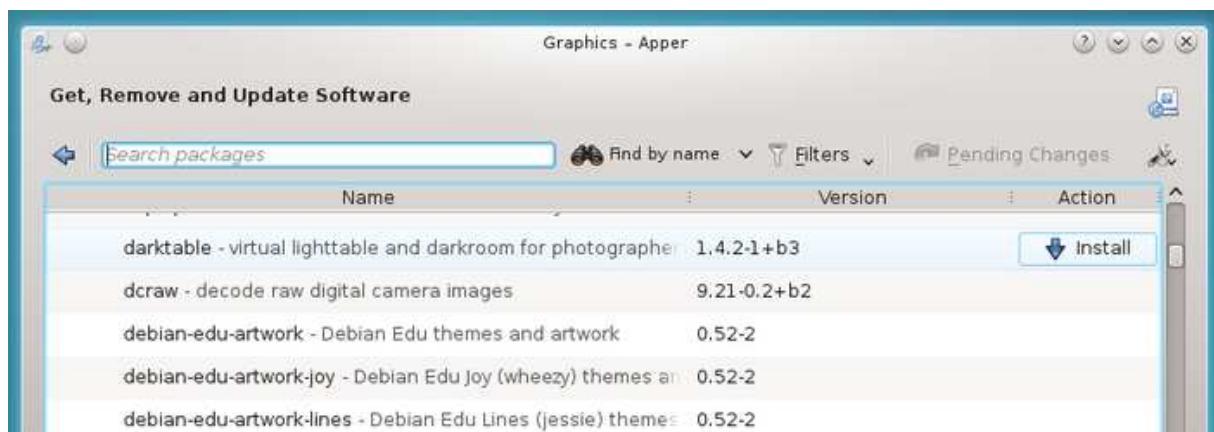 Graphics – Apper
Get, Remove and Update Software
Search packages Find by name Filters Pending Changes
Name Version Action
darktable - virtual lighttable and darkroom for photographe 1.4.2-1+b3 Install
dcraw - decode raw digital camera images 9.21-0.2+b2
debian-edu-artwork - Debian Edu themes and artwork 0.52-2
debian-edu-artwork-joy - Debian Edu Joy (wheezy) themes an 0.52-2
debian-edu-artwork-lines - Debian Edu Lines (jessie) themes 0.52-2